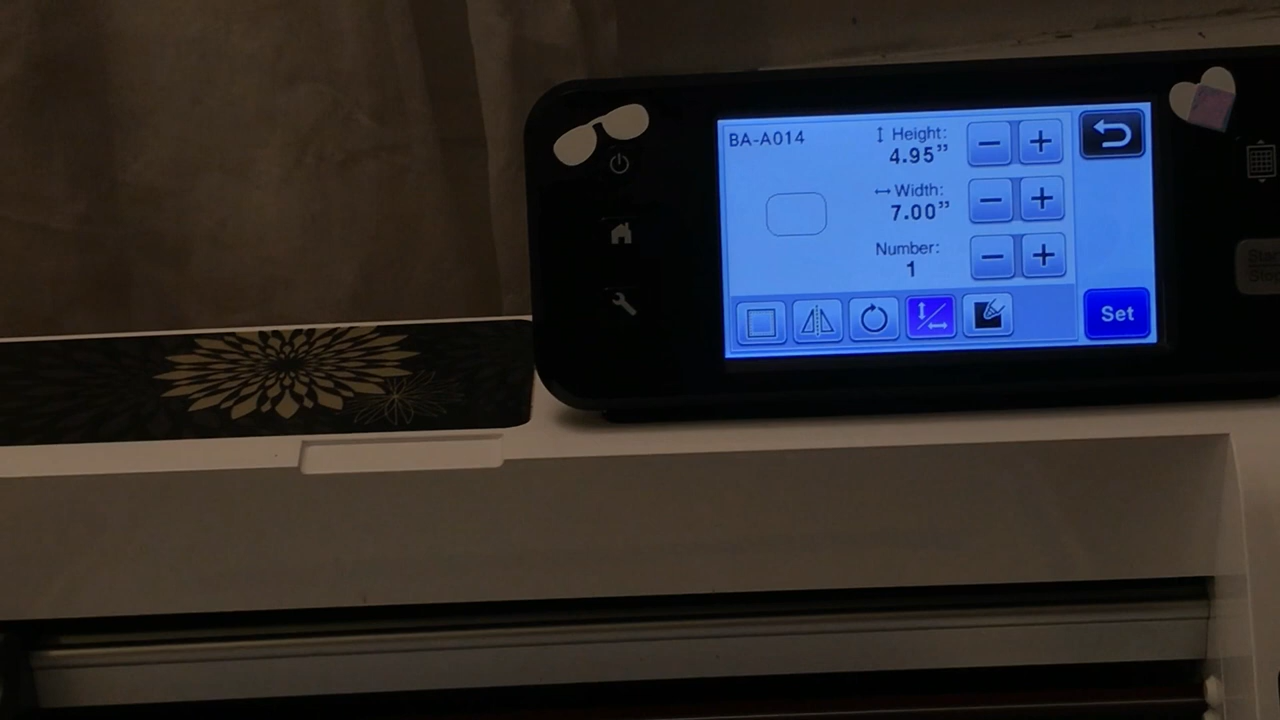 BA-A014
Height:
4.95"
Width:
7.00"
Number:
1
Set